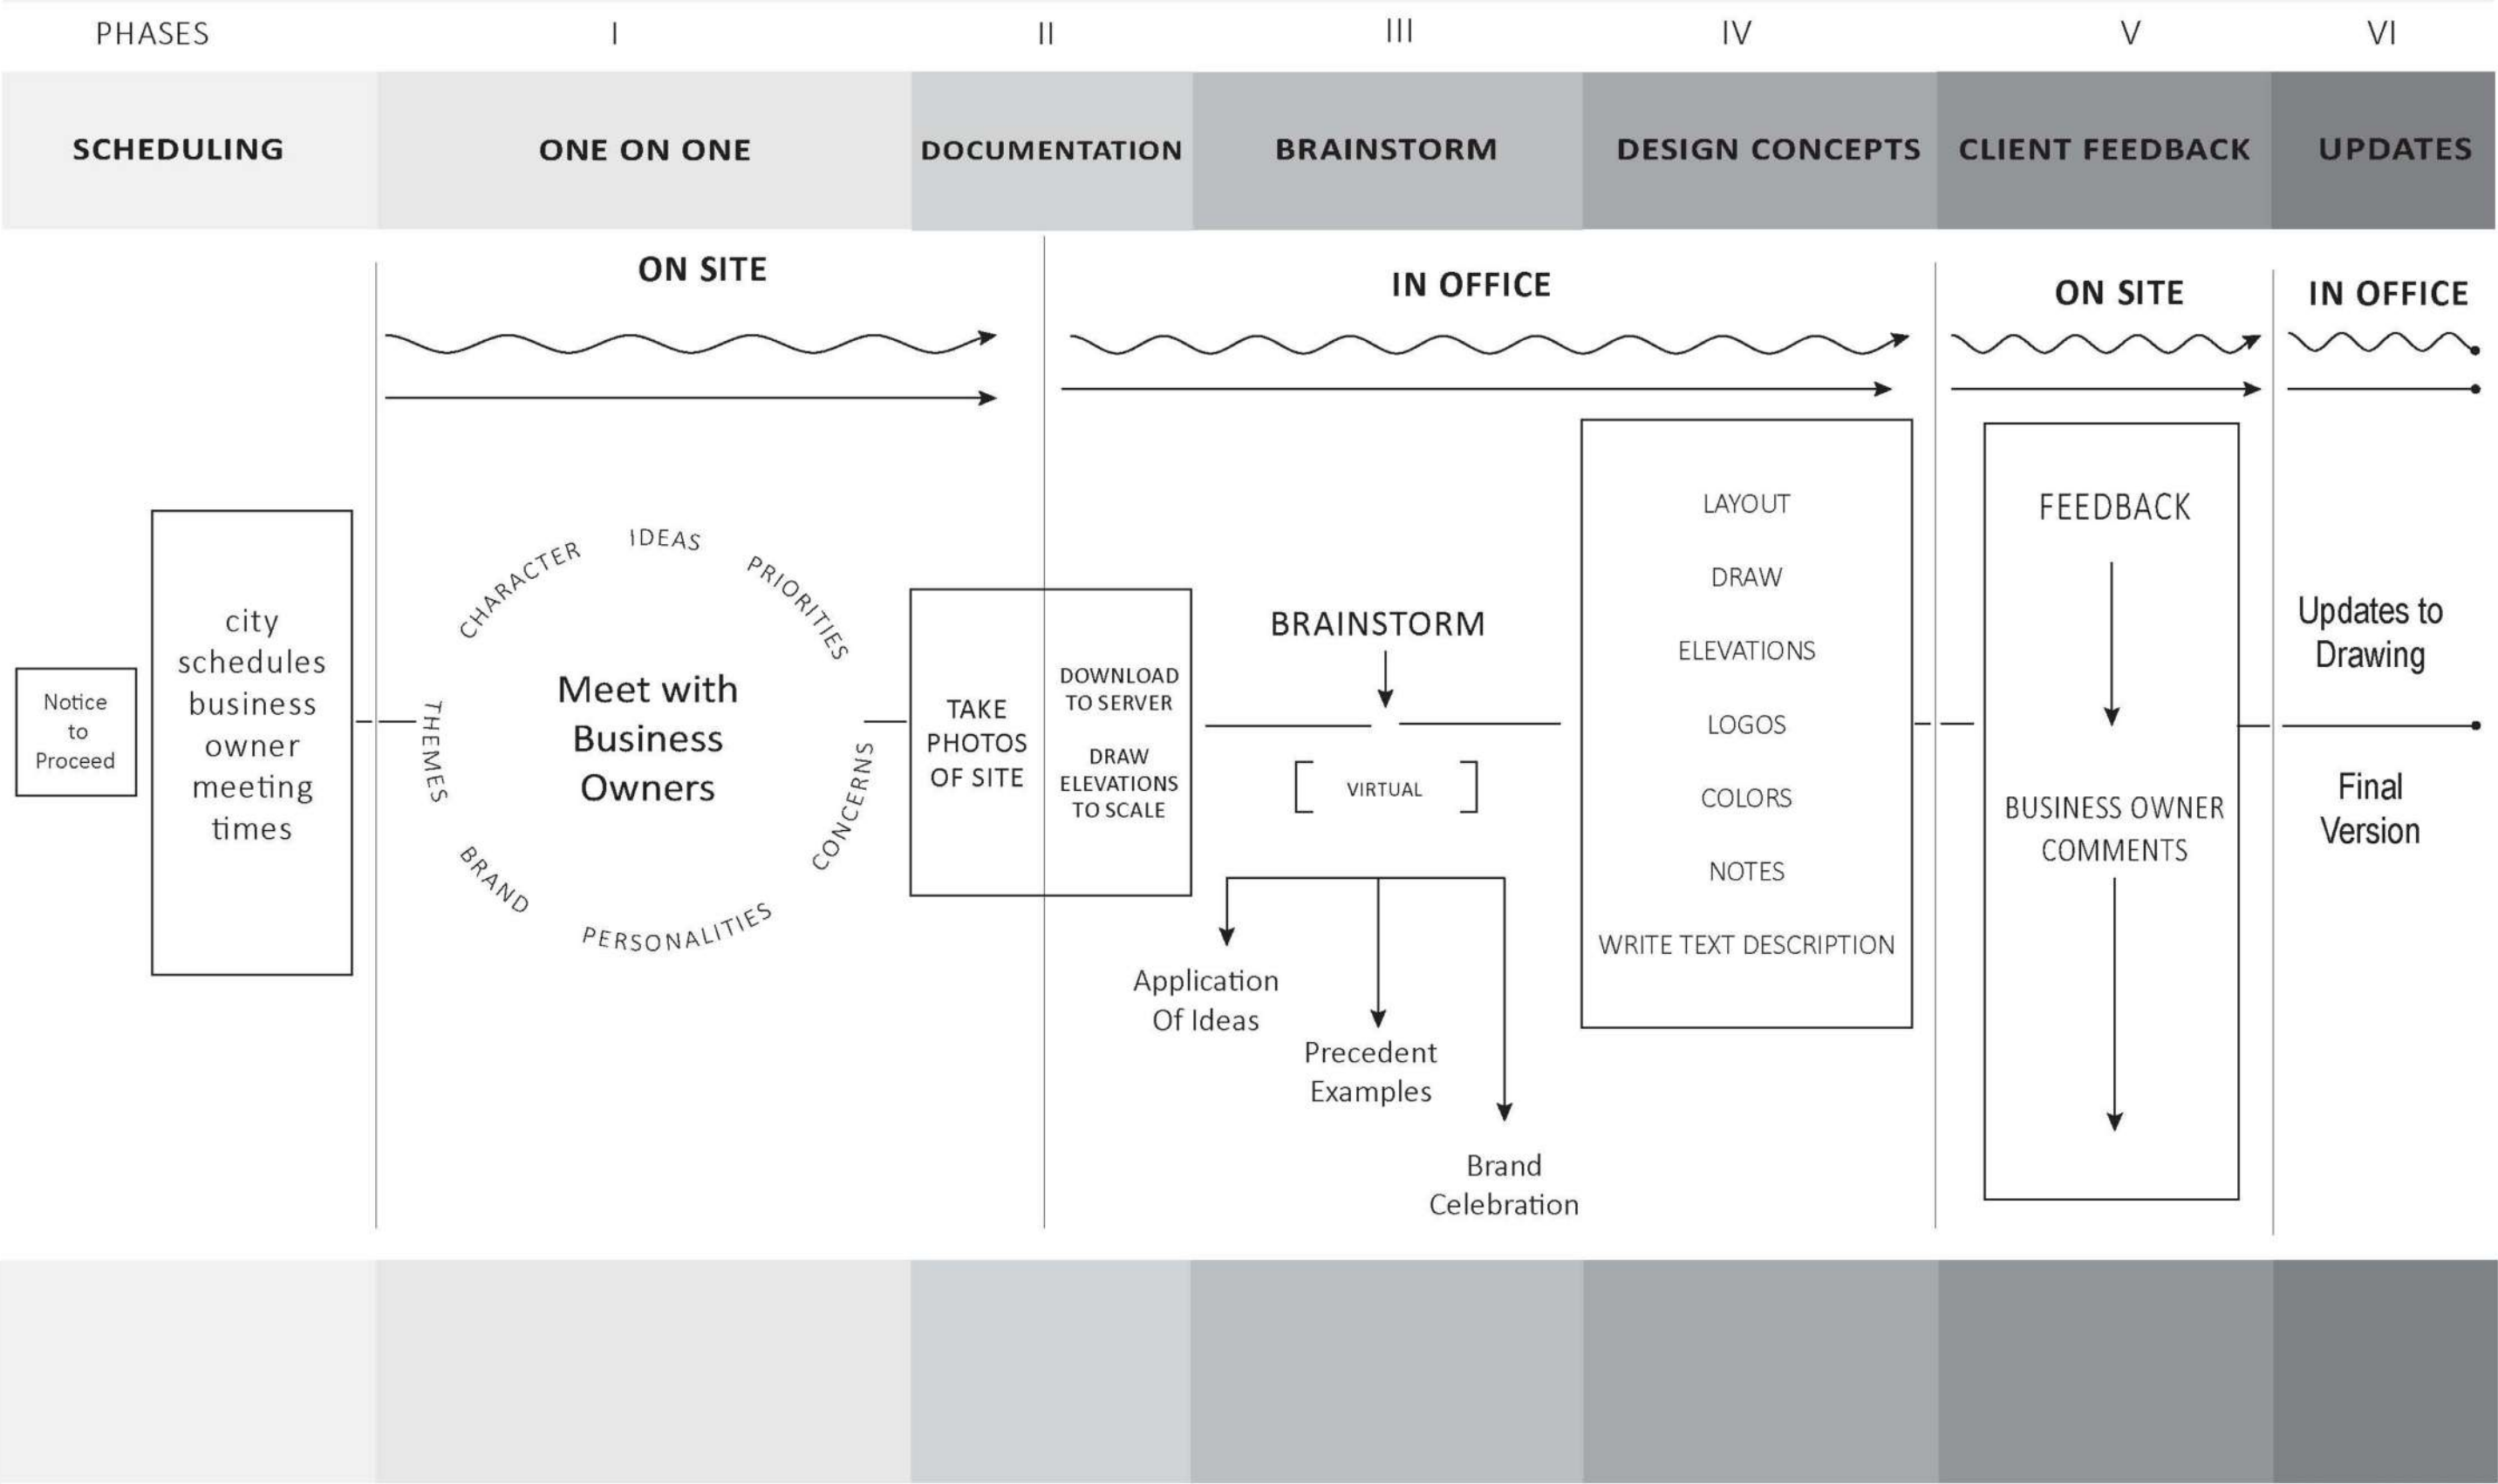 PHASES I II III IV V VI
SCHEDULING ONE ON ONE DOCUMENTATION BRAINSTORM DESIGN CONCEPTS CLIENT FEEDBACK UPDATES
ON SITE
IN OFFICE
ON SITE
IN OFFICE
Notice
to
Proceed
city
schedules
business
owner
meeting
times
CHARACTER
IDEAS
PRIORITIES
THEMES
Meet with
Business
Owners
CONCERNS
BRAND
PERSONALITIES
TAKE
PHOTOS
OF SITE
DOWNLOAD
TO SERVER
DRAW
ELEVATIONS
TO SCALE
BRAINSTORM
[ VIRTUAL ]
Application
Of Ideas
Precedent
Examples
Brand
Celebration
LAYOUT
DRAW
ELEVATIONS
LOGOS
COLORS
NOTES
WRITE TEXT DESCRIPTION
FEEDBACK
BUSINESS OWNER
COMMENTS
Updates to
Drawing
Final
Version